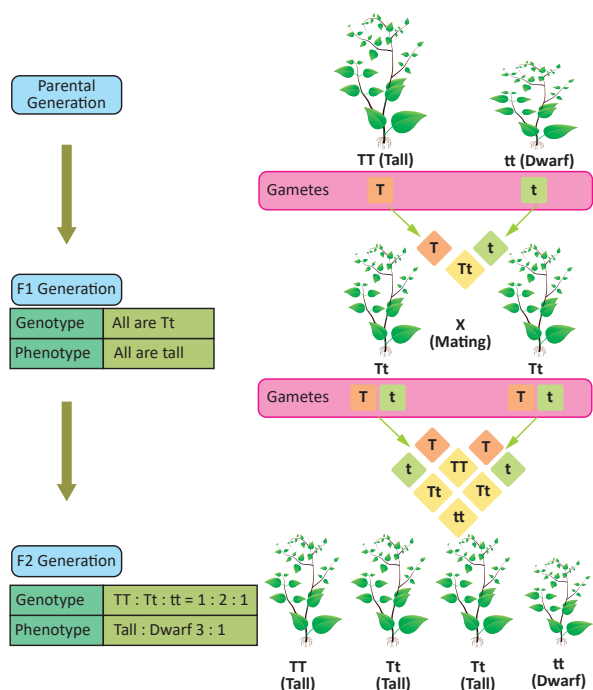 Parental
Generation
TT (Tall)
tt (Dwarf)
Gametes
T
t
T
t
Tt
F1 Generation
Genotype
All are Tt
Phenotype
All are tall
X
(Mating)
Tt
Tt
Gametes
T
t
T
t
T
T
t
TT
t
Tt
Tt
tt
F2 Generation
Genotype
TT : Tt : tt = 1 : 2 : 1
Phenotype
Tall : Dwarf 3 : 1
TT
(Tall)
Tt
(Tall)
Tt
(Tall)
tt
(Dwarf)